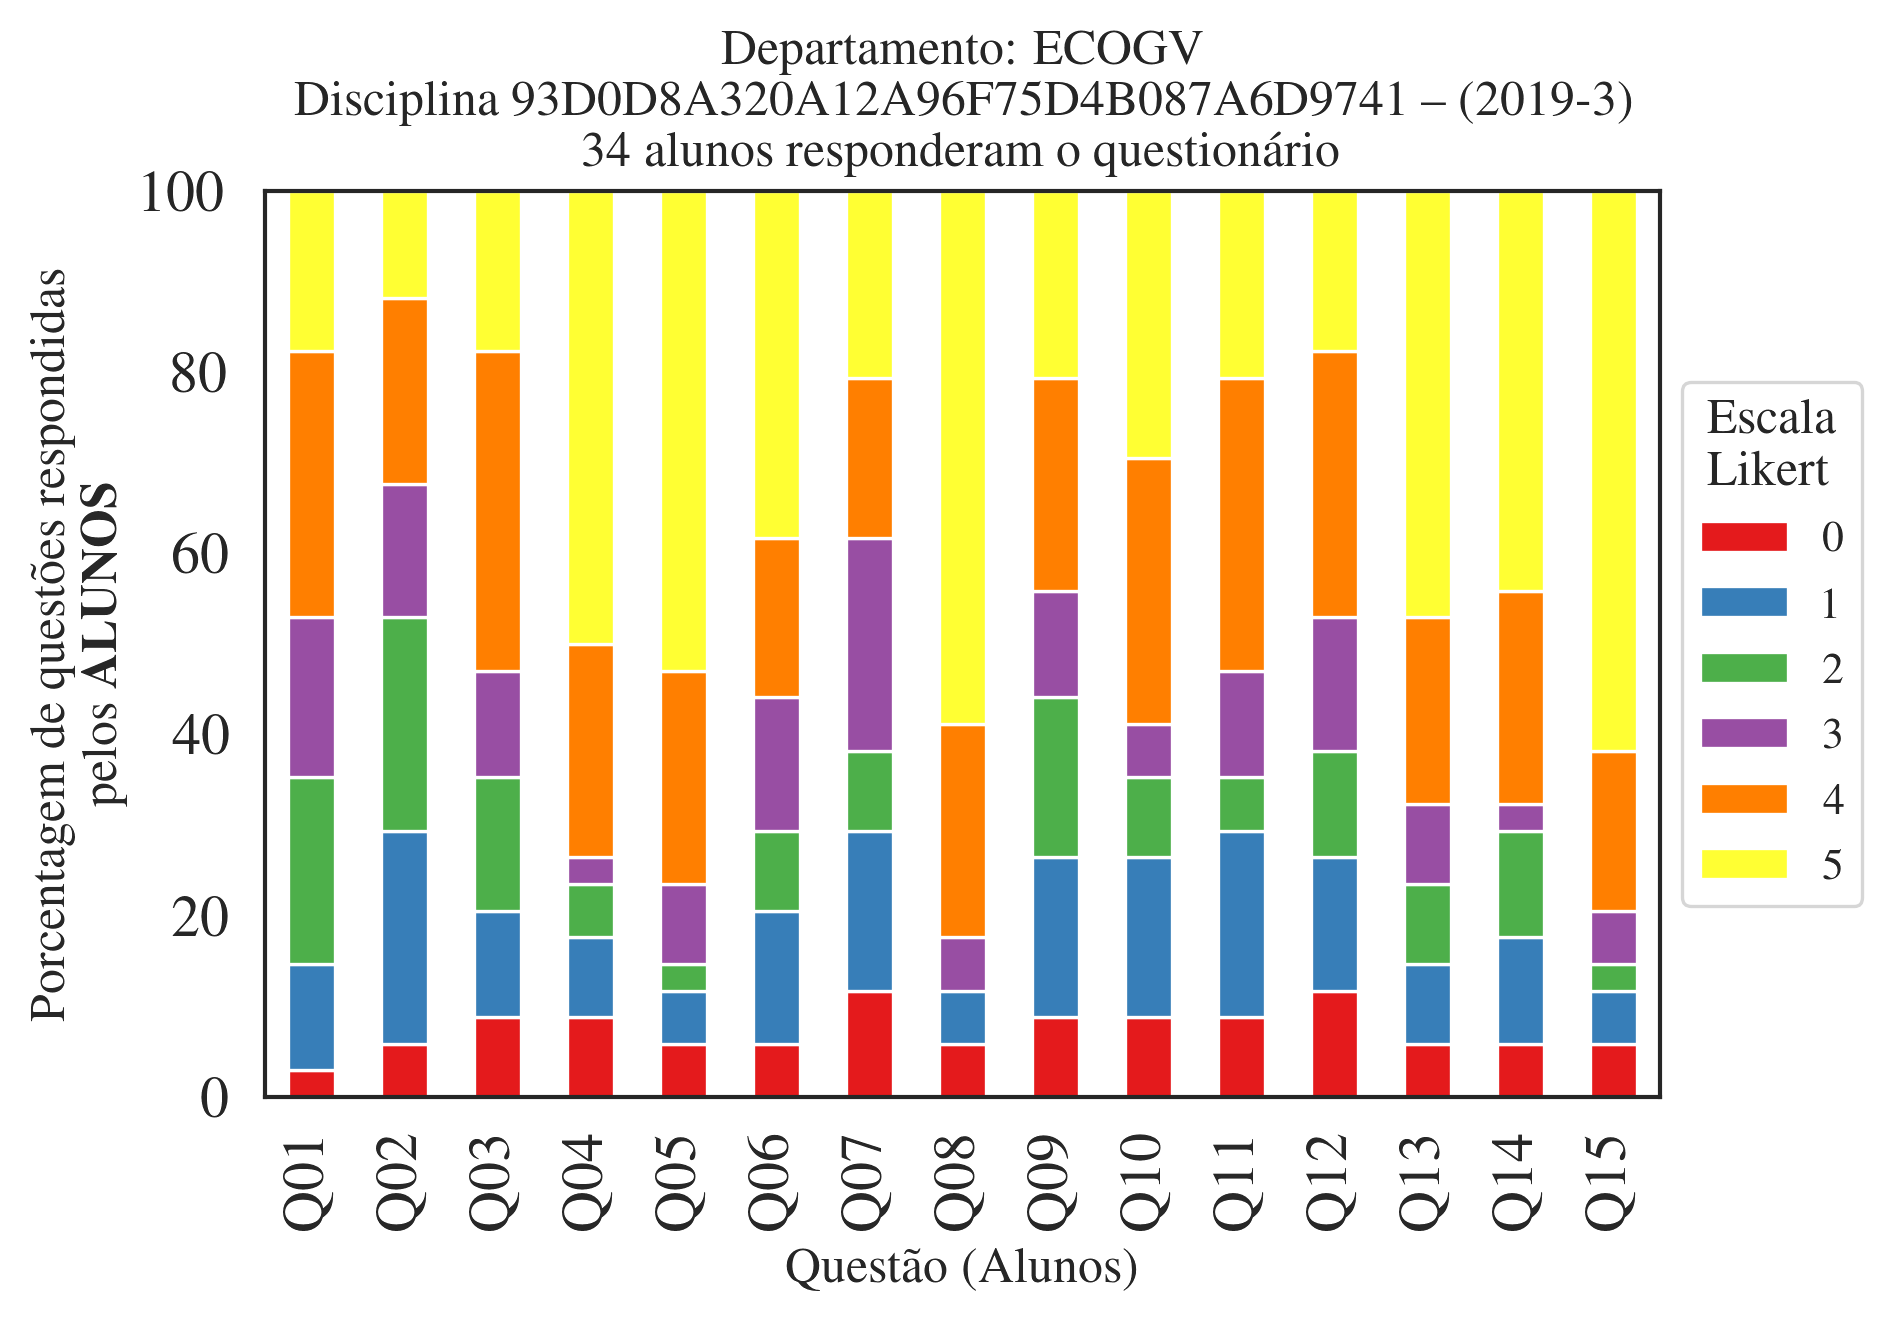 Departamento: ECOGV
Disciplina 93D0D8A320A12A96F75D4B087A6D9741 – (2019-3)
34 alunos responderam o questionário
Porcentagem de questões respondidas
pelos ALUNOS
100
80
60
40
20
0
Q01
Q02
Q03
Q04
Q05
Q06
Q07
Q08
Q09
Q10
Q11
Q12
Q13
Q14
Q15
Questão (Alunos)
Escala
Likert
0
1
2
3
4
5